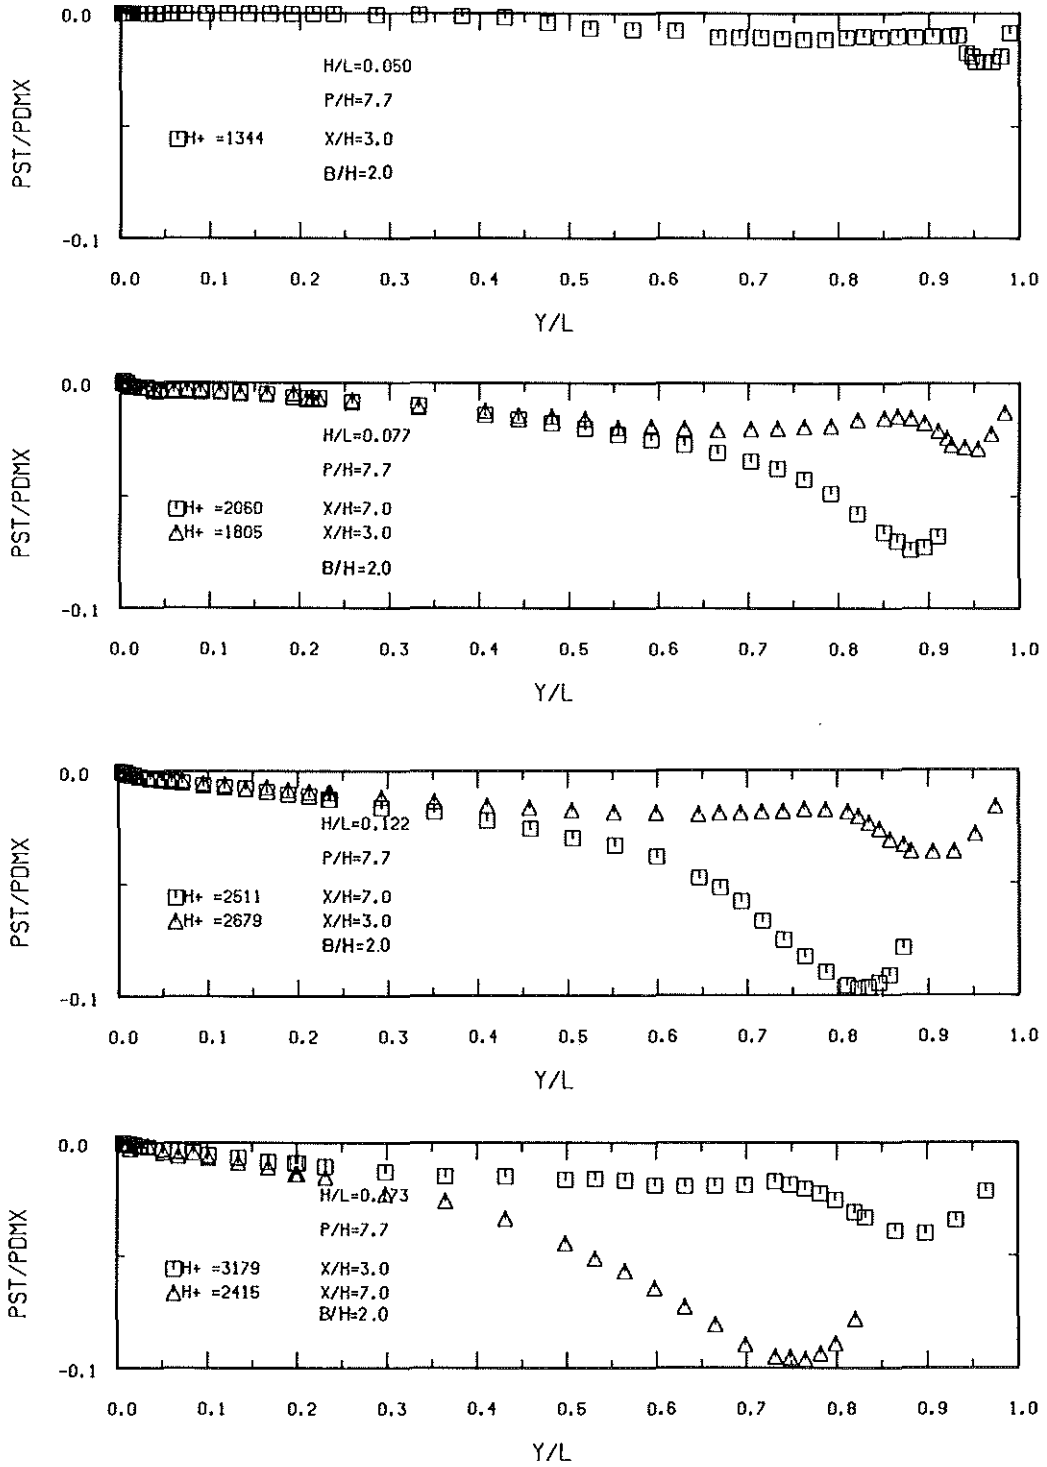 0.0
H/L=0.050
P/H=7.7
H+ =1344 X/H=3.0
B/H=2.0
PST/PDMX
-0.1
0.0 0.1 0.2 0.3 0.4 0.5 0.6 0.7 0.8 0.9 1.0
Y/L
0.0
H/L=0.077
P/H=7.7
H+ =2060 X/H=7.0
H+ =1805 X/H=3.0
B/H=2.0
PST/PDMX
-0.1
0.0 0.1 0.2 0.3 0.4 0.5 0.6 0.7 0.8 0.9 1.0
Y/L
0.0
H/L=0.122
P/H=7.7
H+ =2511 X/H=7.0
H+ =2679 X/H=3.0
B/H=2.0
PST/PDMX
-0.1
0.0 0.1 0.2 0.3 0.4 0.5 0.6 0.7 0.8 0.9 1.0
Y/L
0.0
H/L=0.173
P/H=7.7
H+ =3179 X/H=3.0
H+ =2415 X/H=7.0
B/H=2.0
PST/PDMX
-0.1
0.0 0.1 0.2 0.3 0.4 0.5 0.6 0.7 0.8 0.9 1.0
Y/L